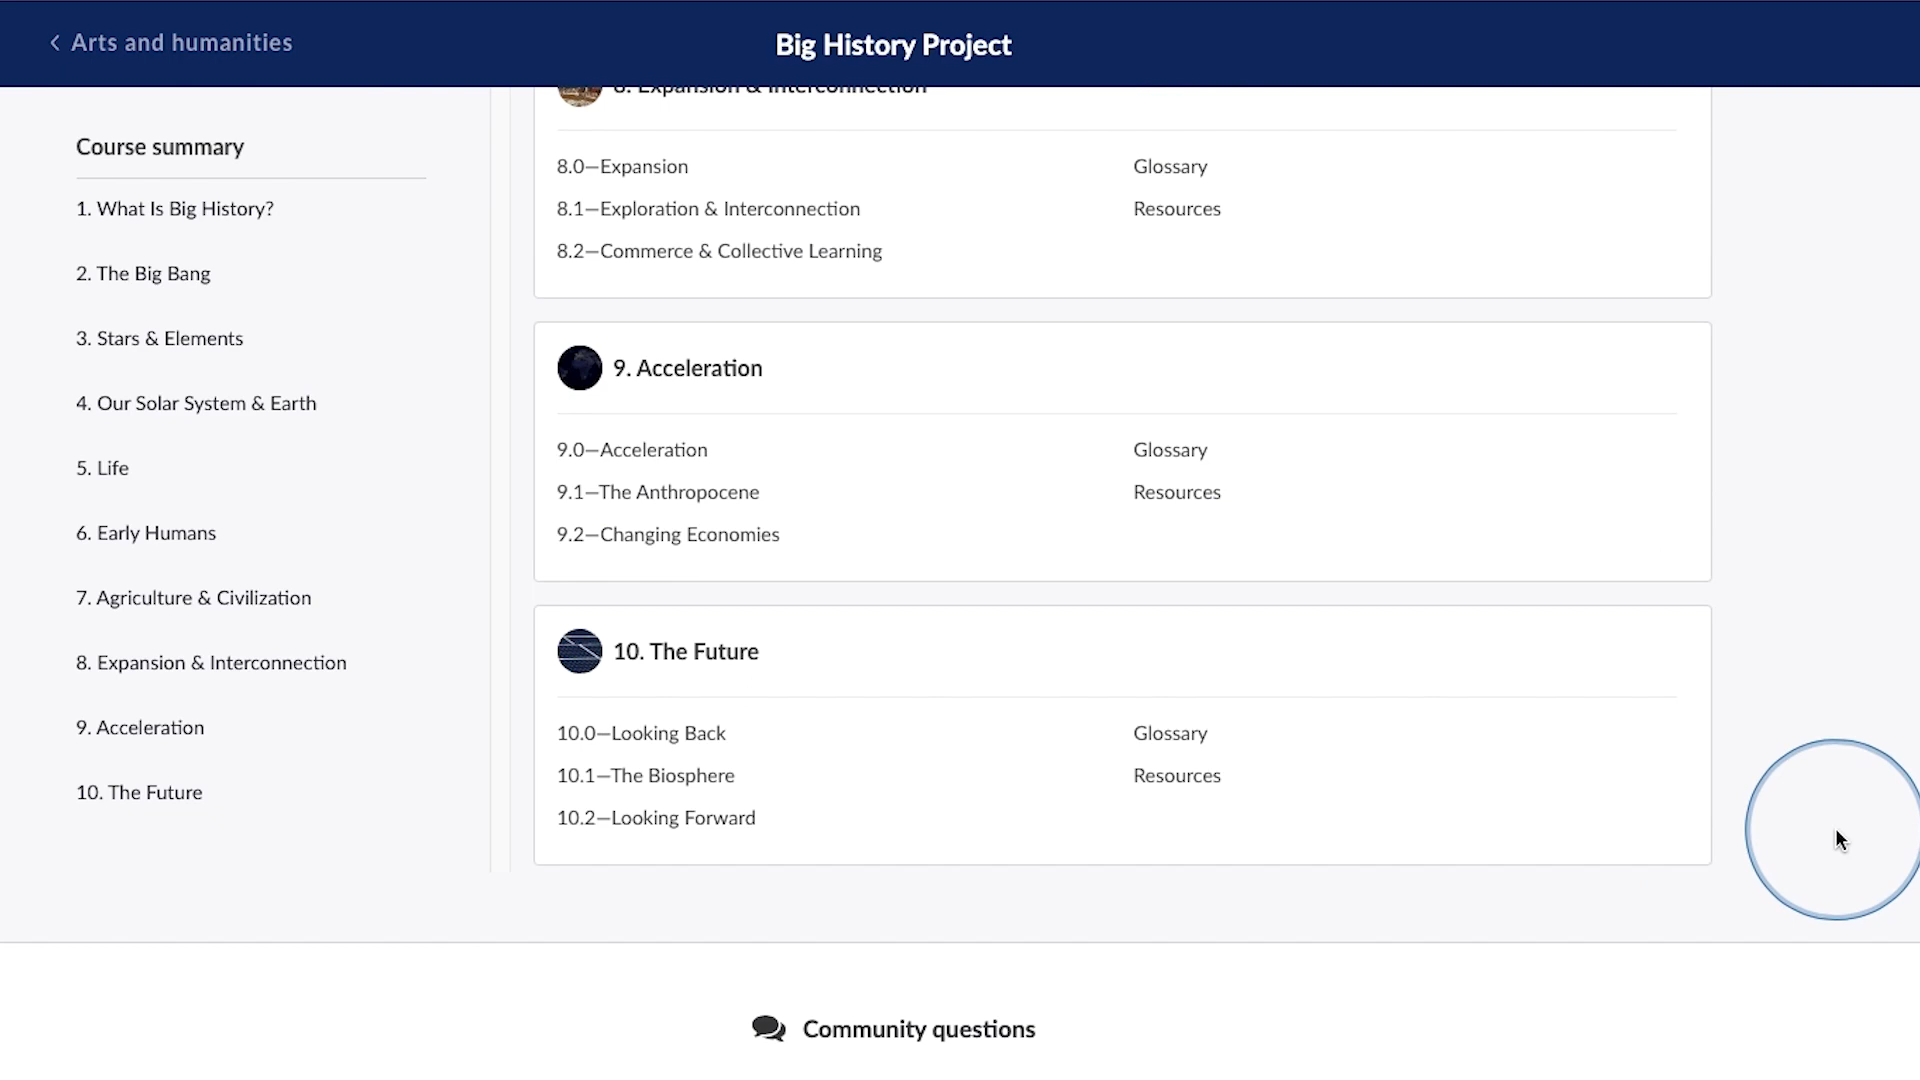 Arts and humanities
Big History Project
Course summary
1. What Is Big History?
2. The Big Bang
3. Stars & Elements
4. Our Solar System & Earth
5. Life
6. Early Humans
7. Agriculture & Civilization
8. Expansion & Interconnection
9. Acceleration
10. The Future
8. Expansion & Interconnection
8.0—Expansion
8.1—Exploration & Interconnection
8.2—Commerce & Collective Learning
Glossary
Resources
9. Acceleration
9.0—Acceleration
9.1—The Anthropocene
9.2—Changing Economies
Glossary
Resources
10. The Future
10.0—Looking Back
10.1—The Biosphere
10.2—Looking Forward
Glossary
Resources
Community questions